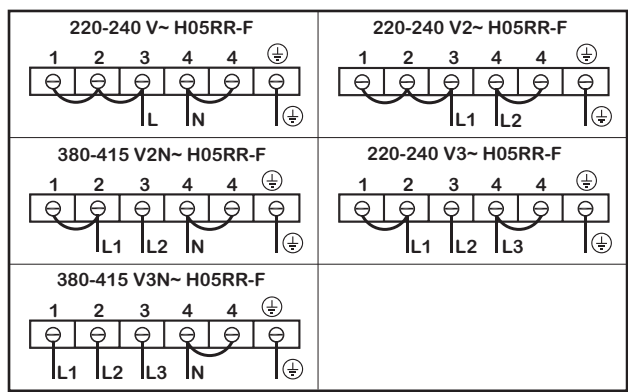 220-240 V~ H05RR-F
1 2 3 4 4
L N
220-240 V2~ H05RR-F
1 2 3 4 4
L1 L2
380-415 V2N~ H05RR-F
1 2 3 4 4
L1 L2 N
220-240 V3~ H05RR-F
1 2 3 4 4
L1 L2 L3
380-415 V3N~ H05RR-F
1 2 3 4 4
L1 L2 L3 N